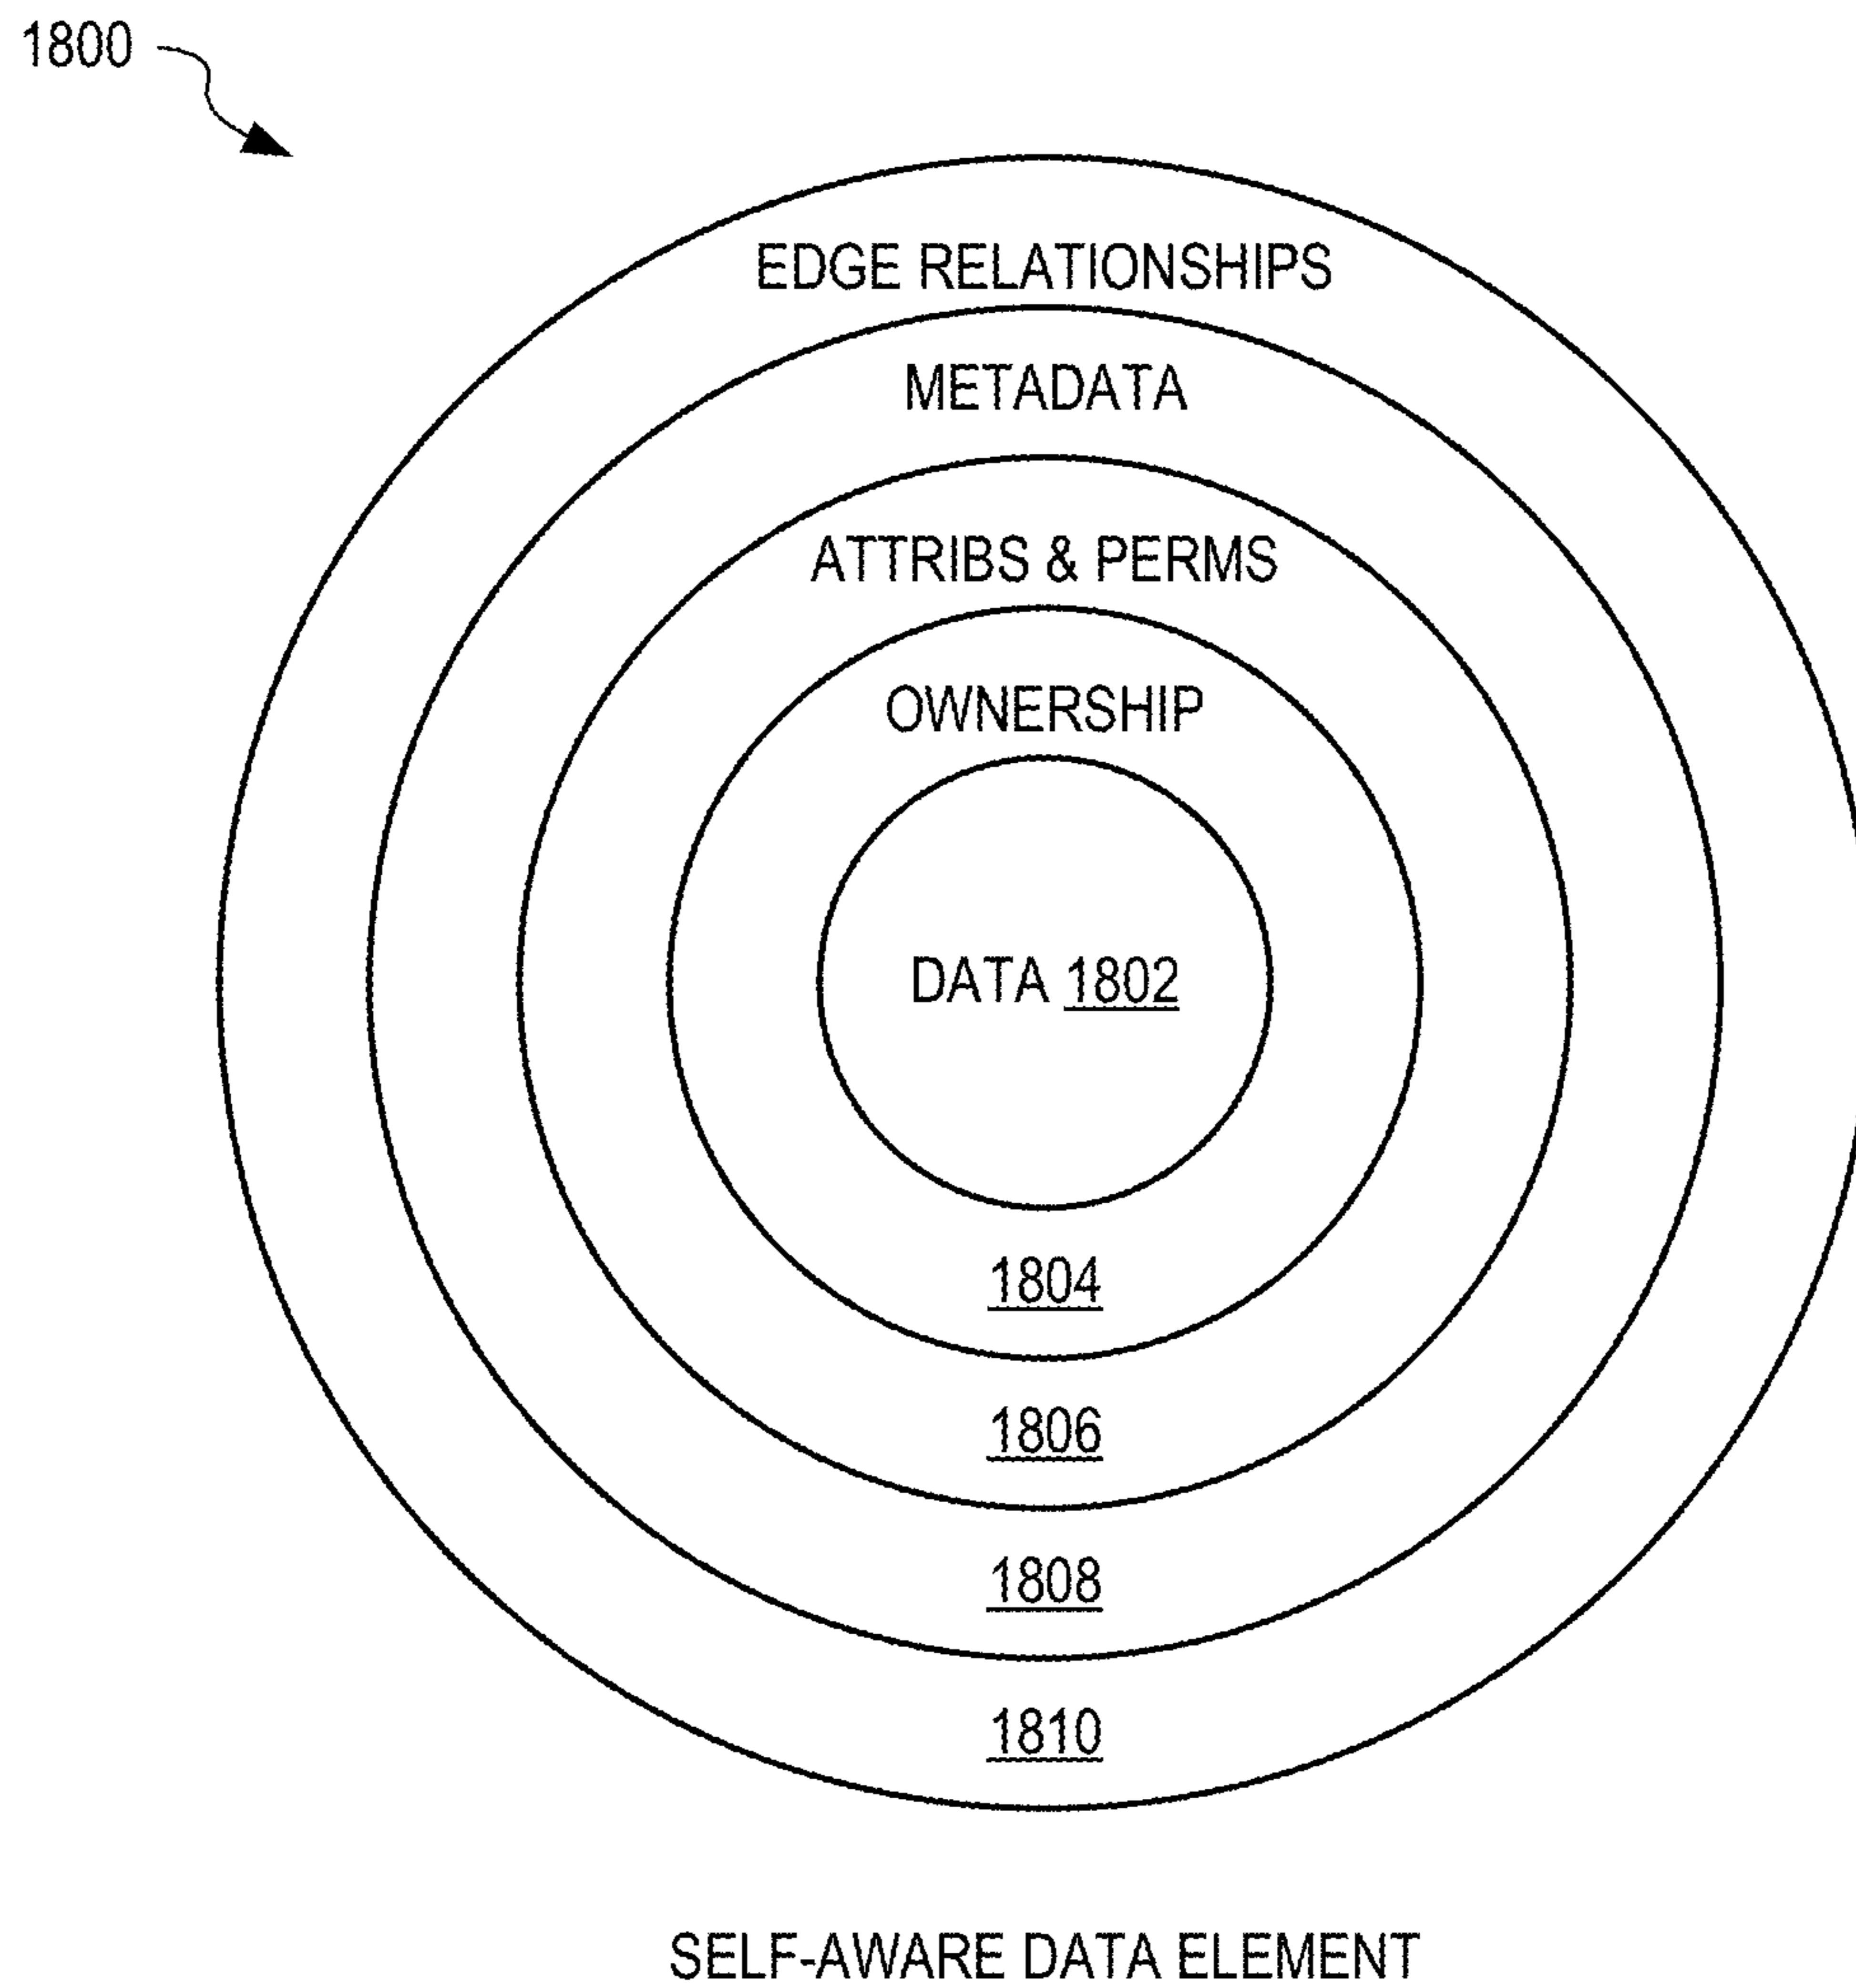 1800
EDGE RELATIONSHIPS
METADATA
ATTRIBS & PERMS
OWNERSHIP
DATA 1802
1804
1806
1808
1810
SELF-AWARE DATA ELEMENT